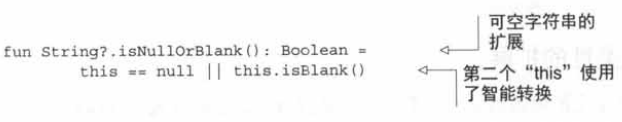 fun String?.isNullOrBlank(): Boolean =
        this == null || this.isBlank()
可空字符串的
扩展
第二个“this”使用
了智能转换